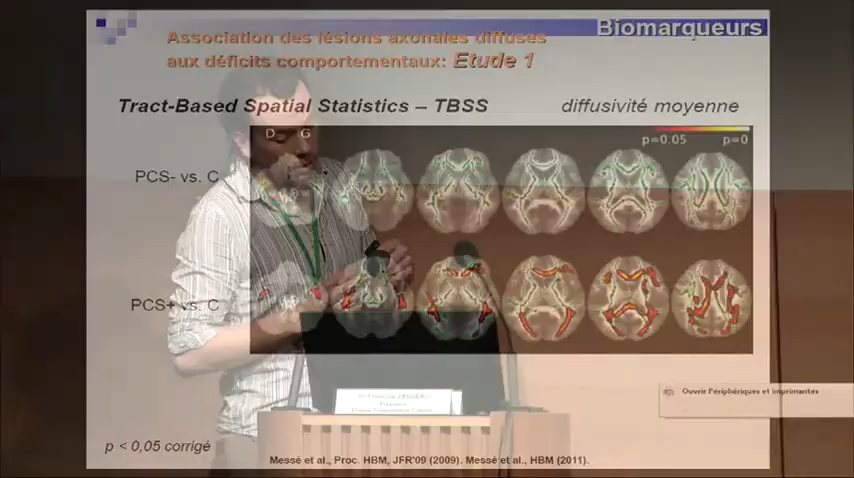 Biomarqueurs
Association des lésions axonales diffuses
aux déficits comportementaux: Etude 1
Tract-Based Spatial Statistics – TBSS
diffusivité moyenne
D G
p=0.05 p=0
PCS- vs. C
PCS+ vs. C
Ouvrir Périphériques et imprimantes
p < 0,05 corrigé
Messé et al., Proc. HBM, JFR'09 (2009). Messé et al., HBM (2011).